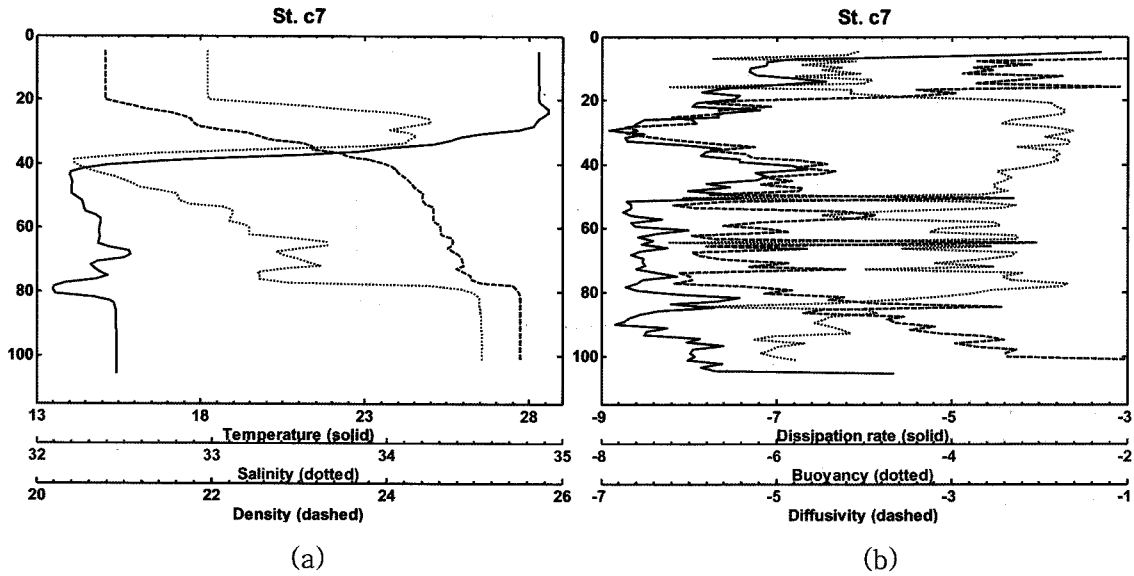 St. c7
0
20
40
60
80
100
13 18 23 28
Temperature (solid)
32 33 34 35
Salinity (dotted)
20 22 24 26
Density (dashed)
(a)
St. c7
0
20
40
60
80
100
-9 -7 -5 -3
Dissipation rate (solid)
-8 -6 -4 -2
Buoyancy (dotted)
-7 -5 -3 -1
Diffusivity (dashed)
(b)